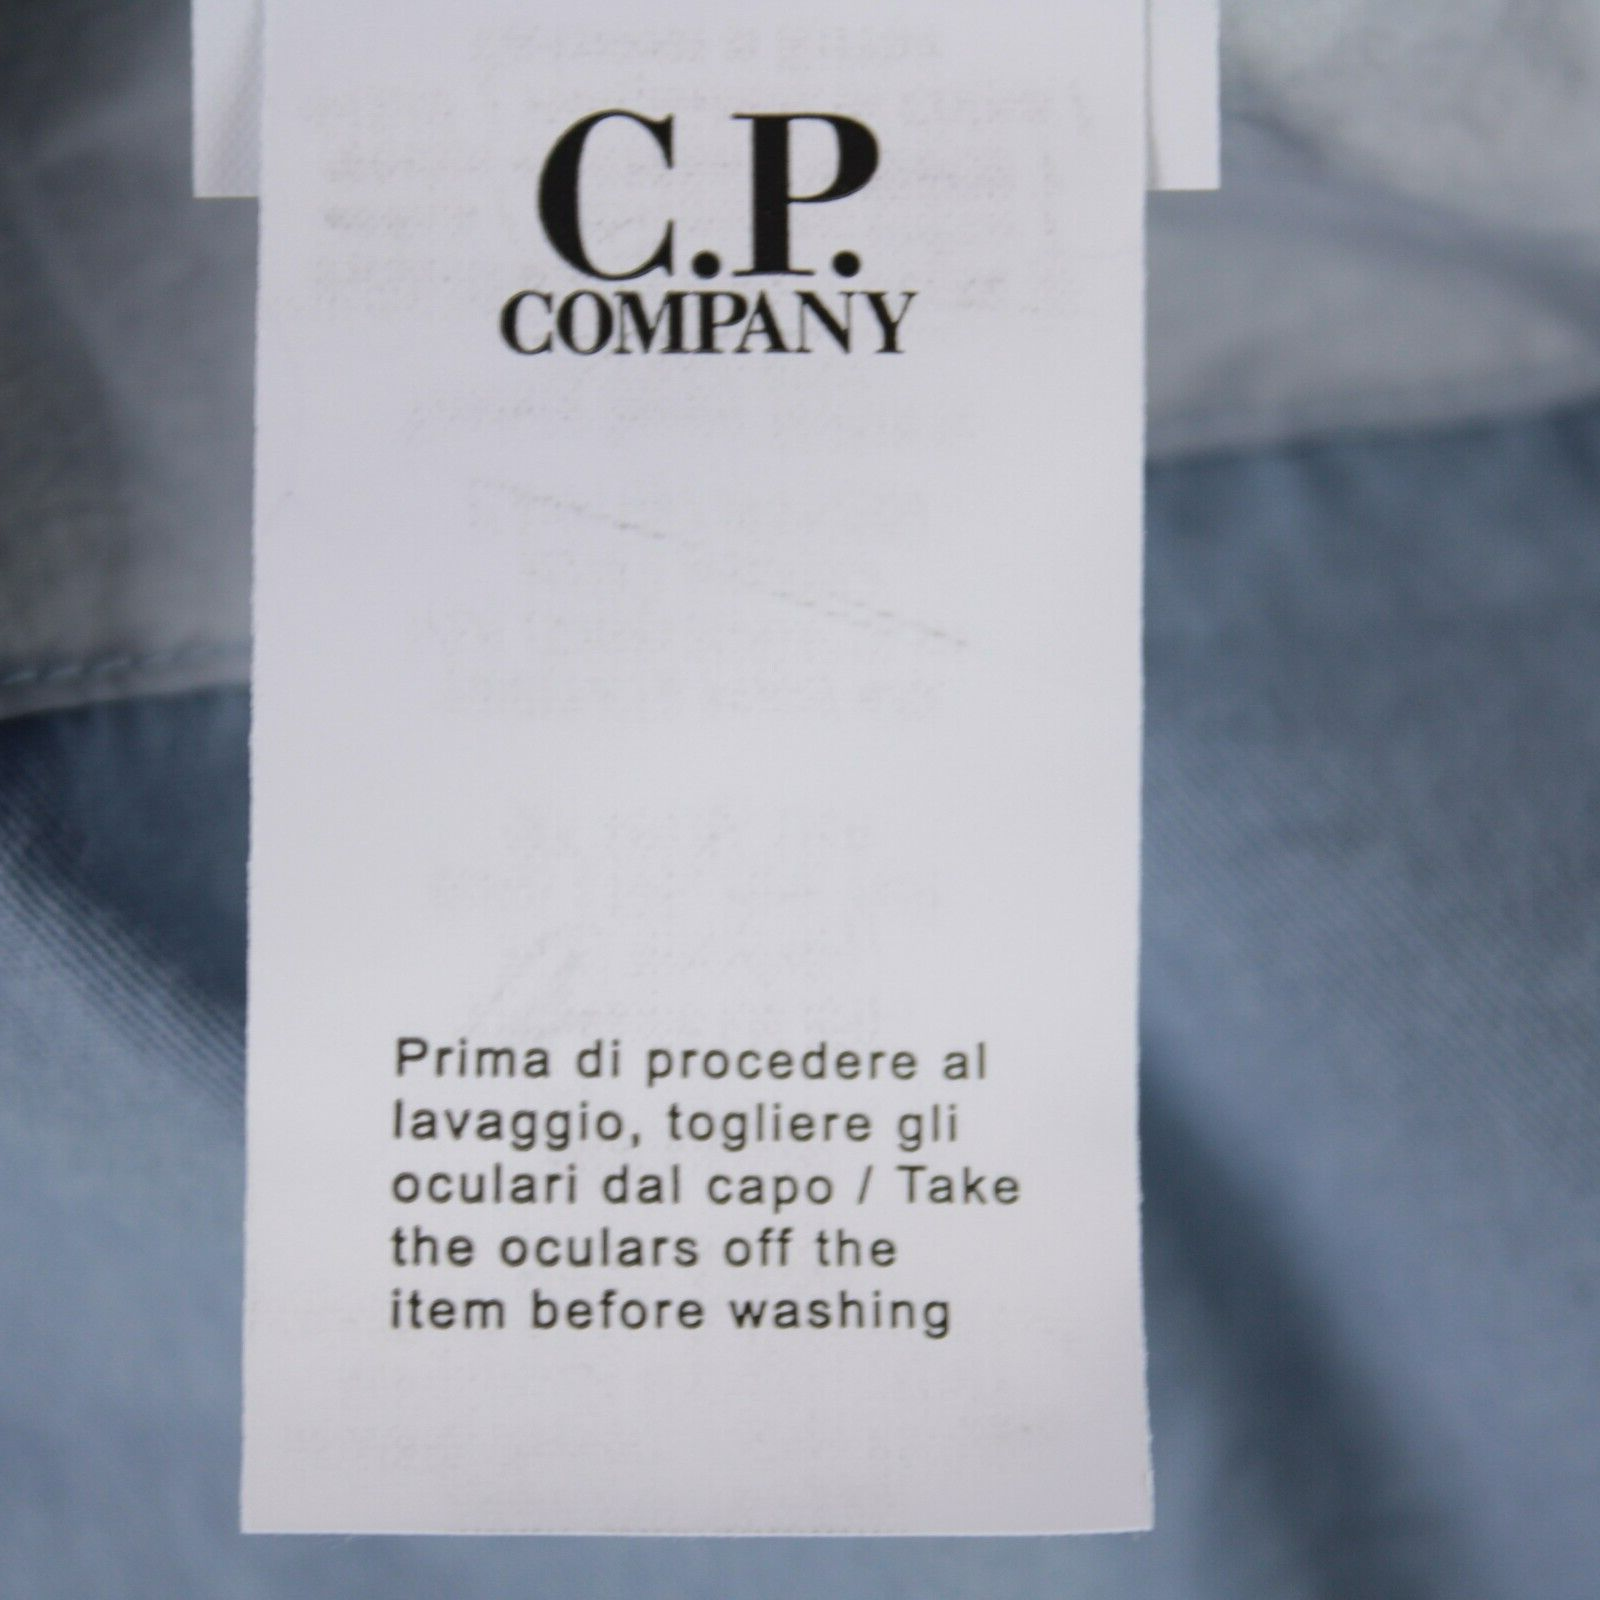 C.P.
COMPANY
Prima di procedere al
lavaggio, togliere gli
oculari dal capo / Take
the oculars off the
item before washing